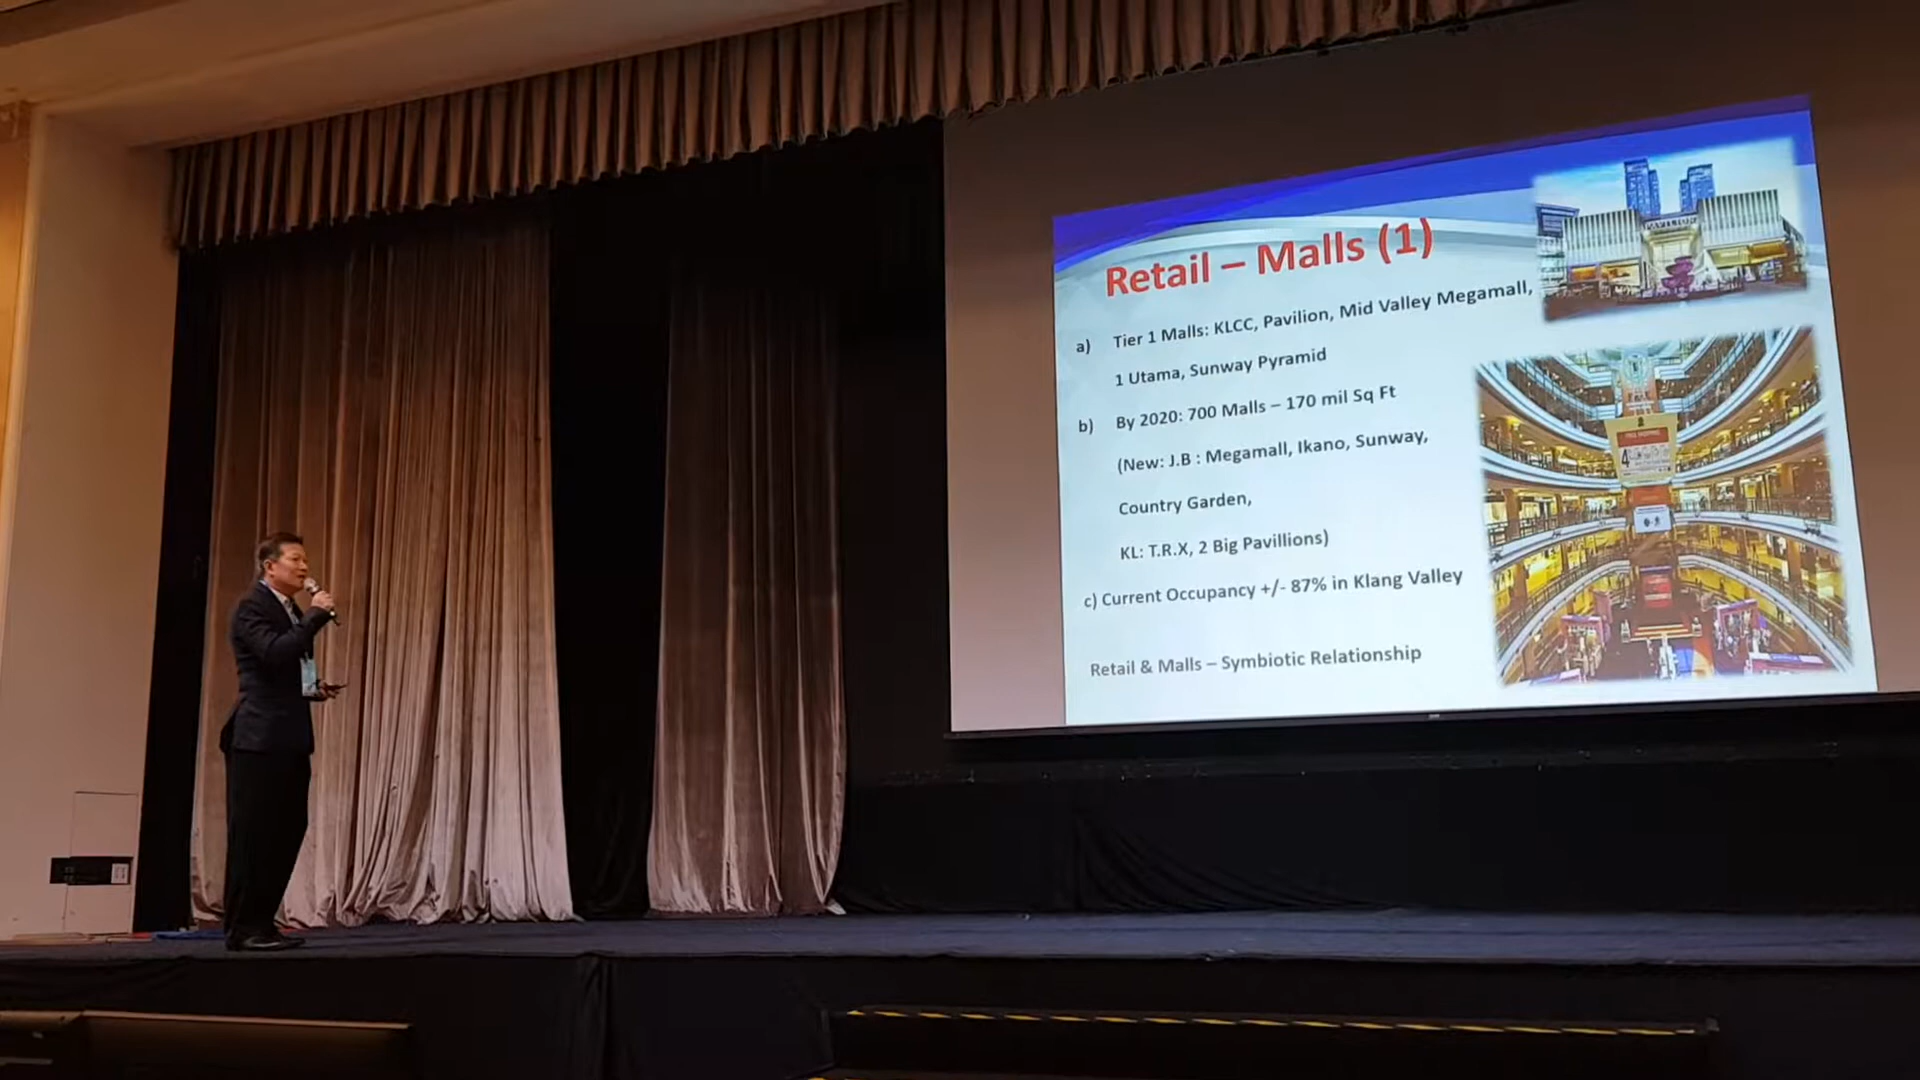 Retail – Malls (1)
a) Tier 1 Malls: KLCC, Pavilion, Mid Valley Megamall,
1 Utama, Sunway Pyramid
b) By 2020: 700 Malls – 170 mil Sq Ft
(New: J.B : Megamall, Ikano, Sunway,
Country Garden,
KL: T.R.X, 2 Big Pavillions)
c) Current Occupancy +/- 87% in Klang Valley
Retail & Malls – Symbiotic Relationship
PAVILION
4